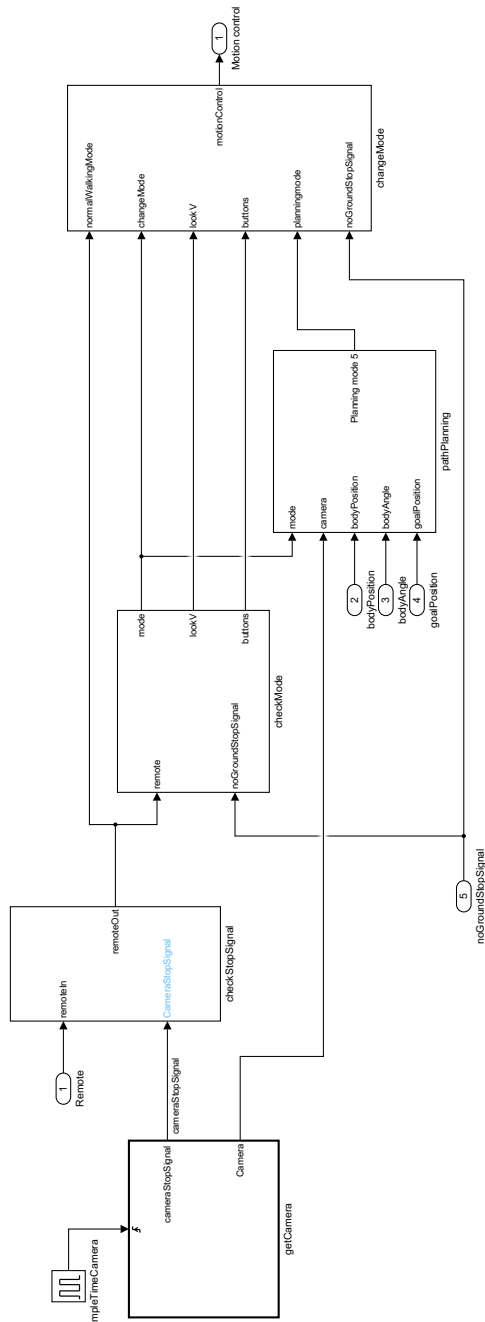 mpleTimeCamera
cameraStopSignal
Camera
getCamera
cameraStopSignal
1
Remote
remoteIn
CameraStopSignal
remoteOut
checkStopSignal
5
noGroundStopSignal
remote
noGroundStopSignal
mode
lookV
buttons
checkMode
2
bodyPosition
3
bodyAngle
4
goalPosition
mode
camera
bodyPosition
bodyAngle
goalPosition
Planning mode 5
pathPlanning
normalWalkingMode
changeMode
lookV
buttons
planningmode
noGroundStopSignal
motionControl
changeMode
1
Motion control